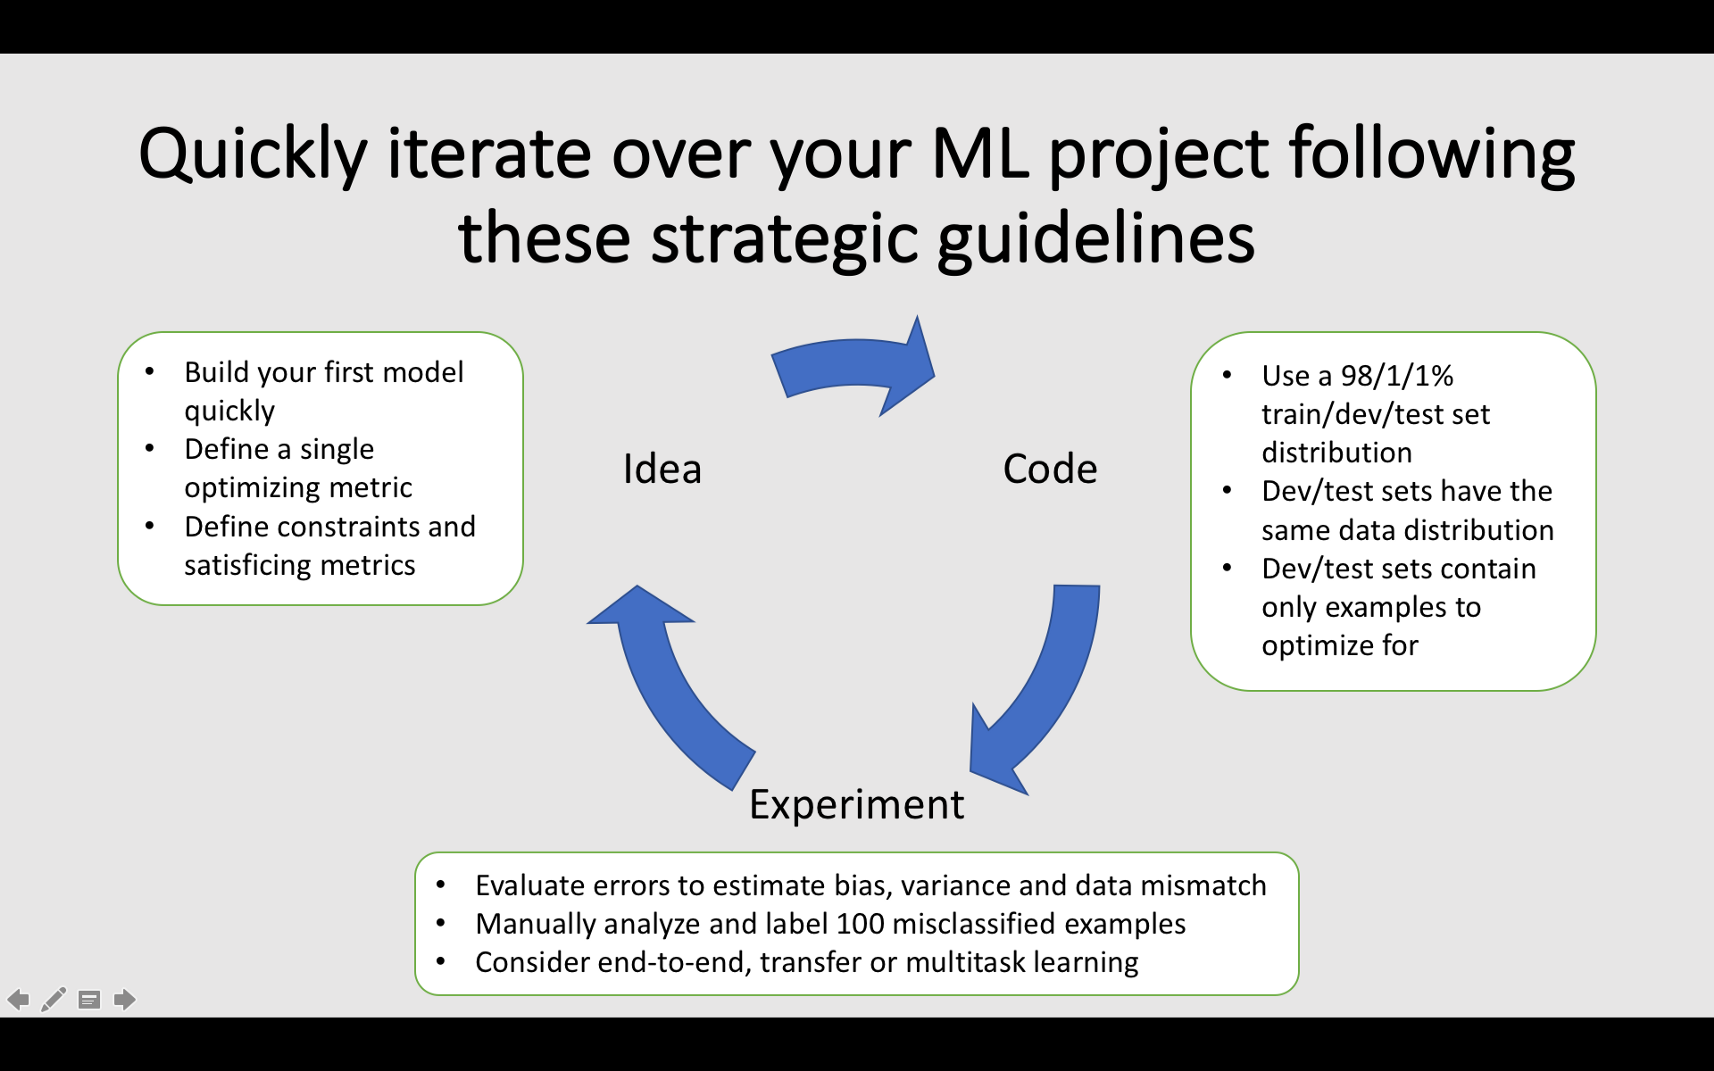 Quickly iterate over your ML project following
these strategic guidelines
• Build your first model
quickly
• Define a single
optimizing metric
• Define constraints and
satisficing metrics
Idea
Code
• Use a 98/1/1%
train/dev/test set
distribution
• Dev/test sets have the
same data distribution
• Dev/test sets contain
only examples to
optimize for
Experiment
• Evaluate errors to estimate bias, variance and data mismatch
• Manually analyze and label 100 misclassified examples
• Consider end-to-end, transfer or multitask learning